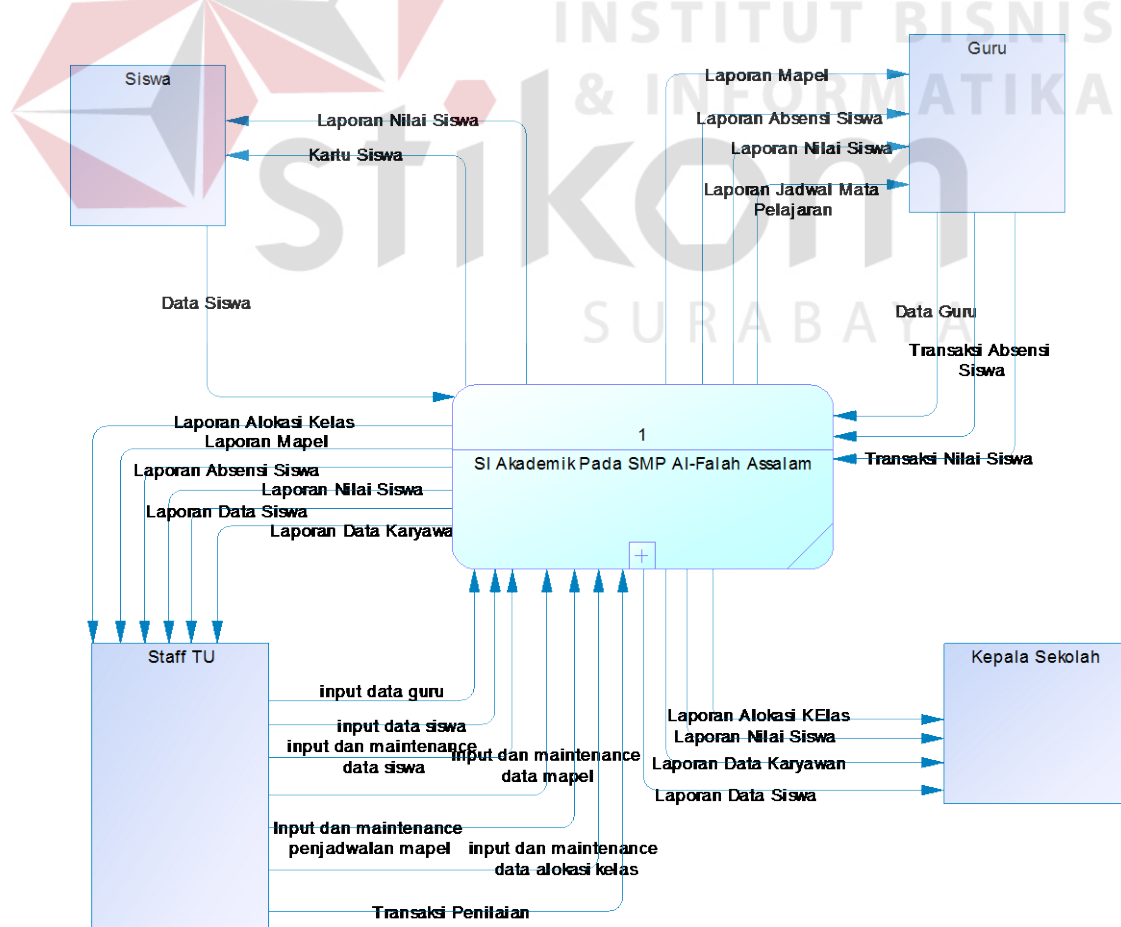 INSTITUT BISNIS
& INFORMATIKA
stikom
SURABAYA
Siswa
Guru
Laporan Nilai Siswa
Kartu Siswa
Data Siswa
Laporan Mapel
Laporan Absensi Siswa
Laporan Nilai Siswa
Laporan Jadwal Mata
Pelajaran
Data Guru
Transaksi Absensi
Siswa
Transaksi Nilai Siswa
1
SI Akademik Pada SMP Al-Falah Assalam
Laporan Alokasi Kelas
Laporan Mapel
Laporan Absensi Siswa
Laporan Nilai Siswa
Laporan Data Siswa
Laporan Data Karyawa
Staff TU
input data guru
input data siswa
input dan maintenance
data siswa
Input dan maintenance
data mapel
Input dan maintenance
penjadwalan mapel
input dan maintenance
data alokasi kelas
Transaksi Penilaian
Kepala Sekolah
Laporan Alokasi KElas
Laporan Nilai Siswa
Laporan Data Karyawan
Laporan Data Siswa